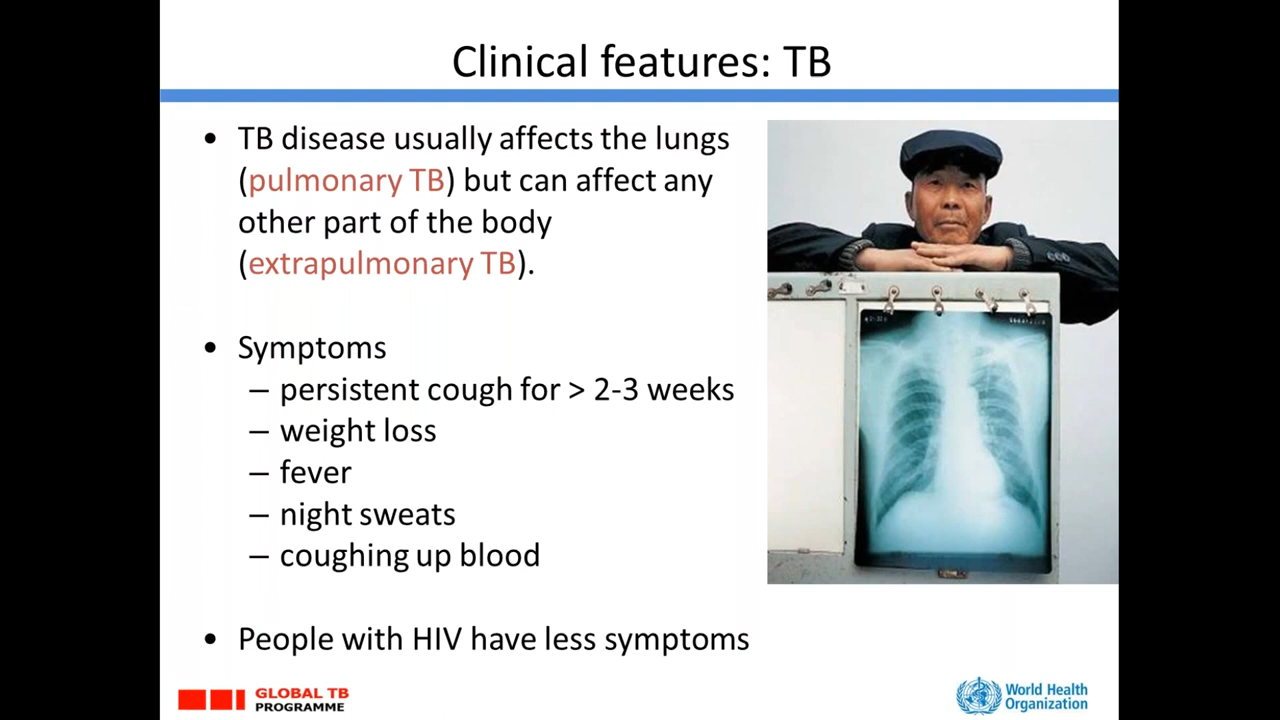 Clinical features: TB
• TB disease usually affects the lungs
(pulmonary TB) but can affect any
other part of the body
(extrapulmonary TB).
• Symptoms
– persistent cough for > 2-3 weeks
– weight loss
– fever
– night sweats
– coughing up blood
• People with HIV have less symptoms
GLOBAL TB
PROGRAMME
World Health
Organization